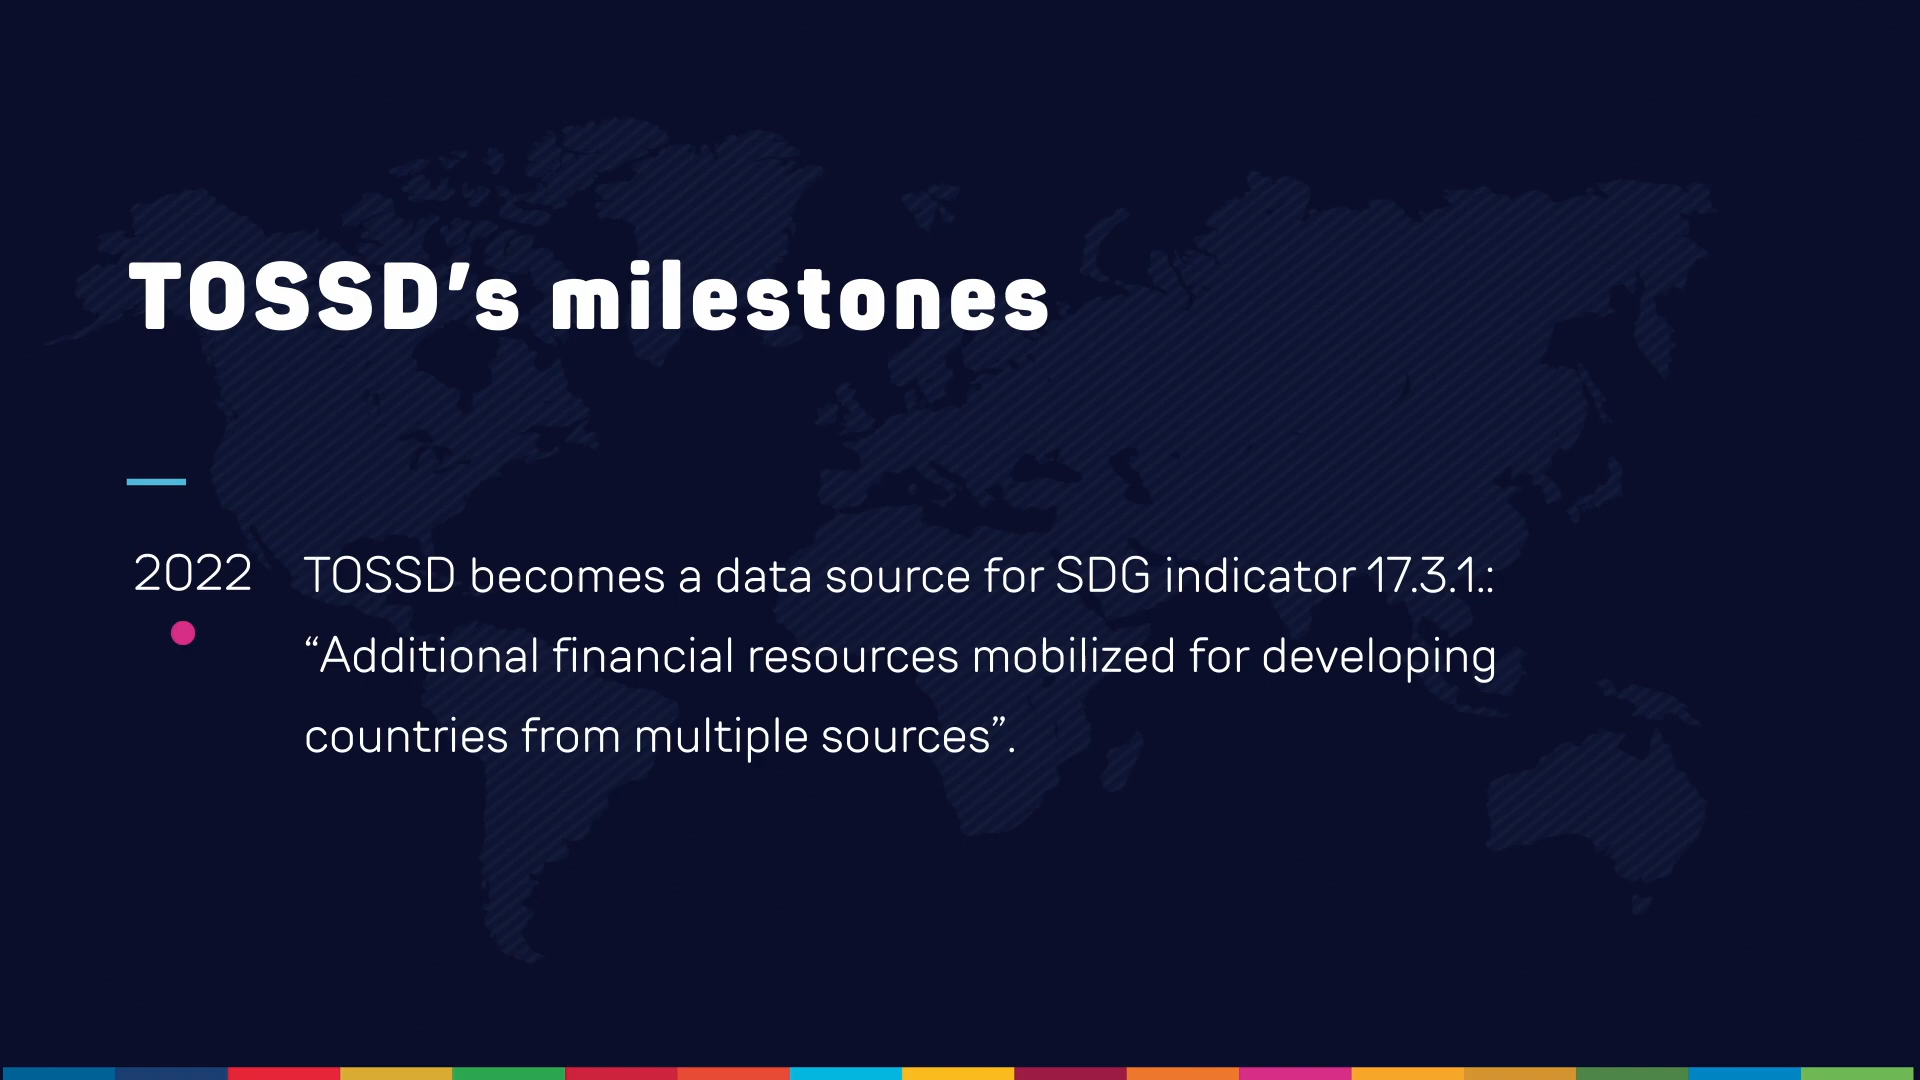 TOSSD’s milestones
2022
TOSSD becomes a data source for SDG indicator 17.3.1.:
“Additional financial resources mobilized for developing
countries from multiple sources”.